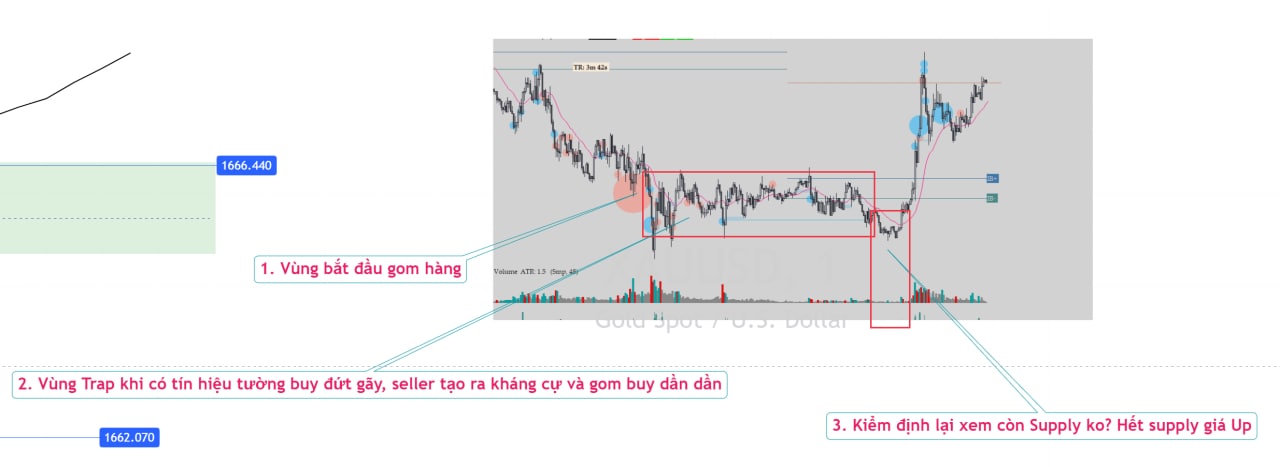 TR: 3m 42s
1666.440
1. Vùng bắt đầu gom hàng
Volume ATR: 1.5 (Smp, 45)
XAUUSD, 1
Gold Spot / U.S. Dollar
2. Vùng Trap khi có tín hiệu tường buy đứt gãy, seller tạo ra kháng cự và gom buy dần dần
3. Kiểm định lại xem còn Supply ko? Hết supply giá Up
1662.070